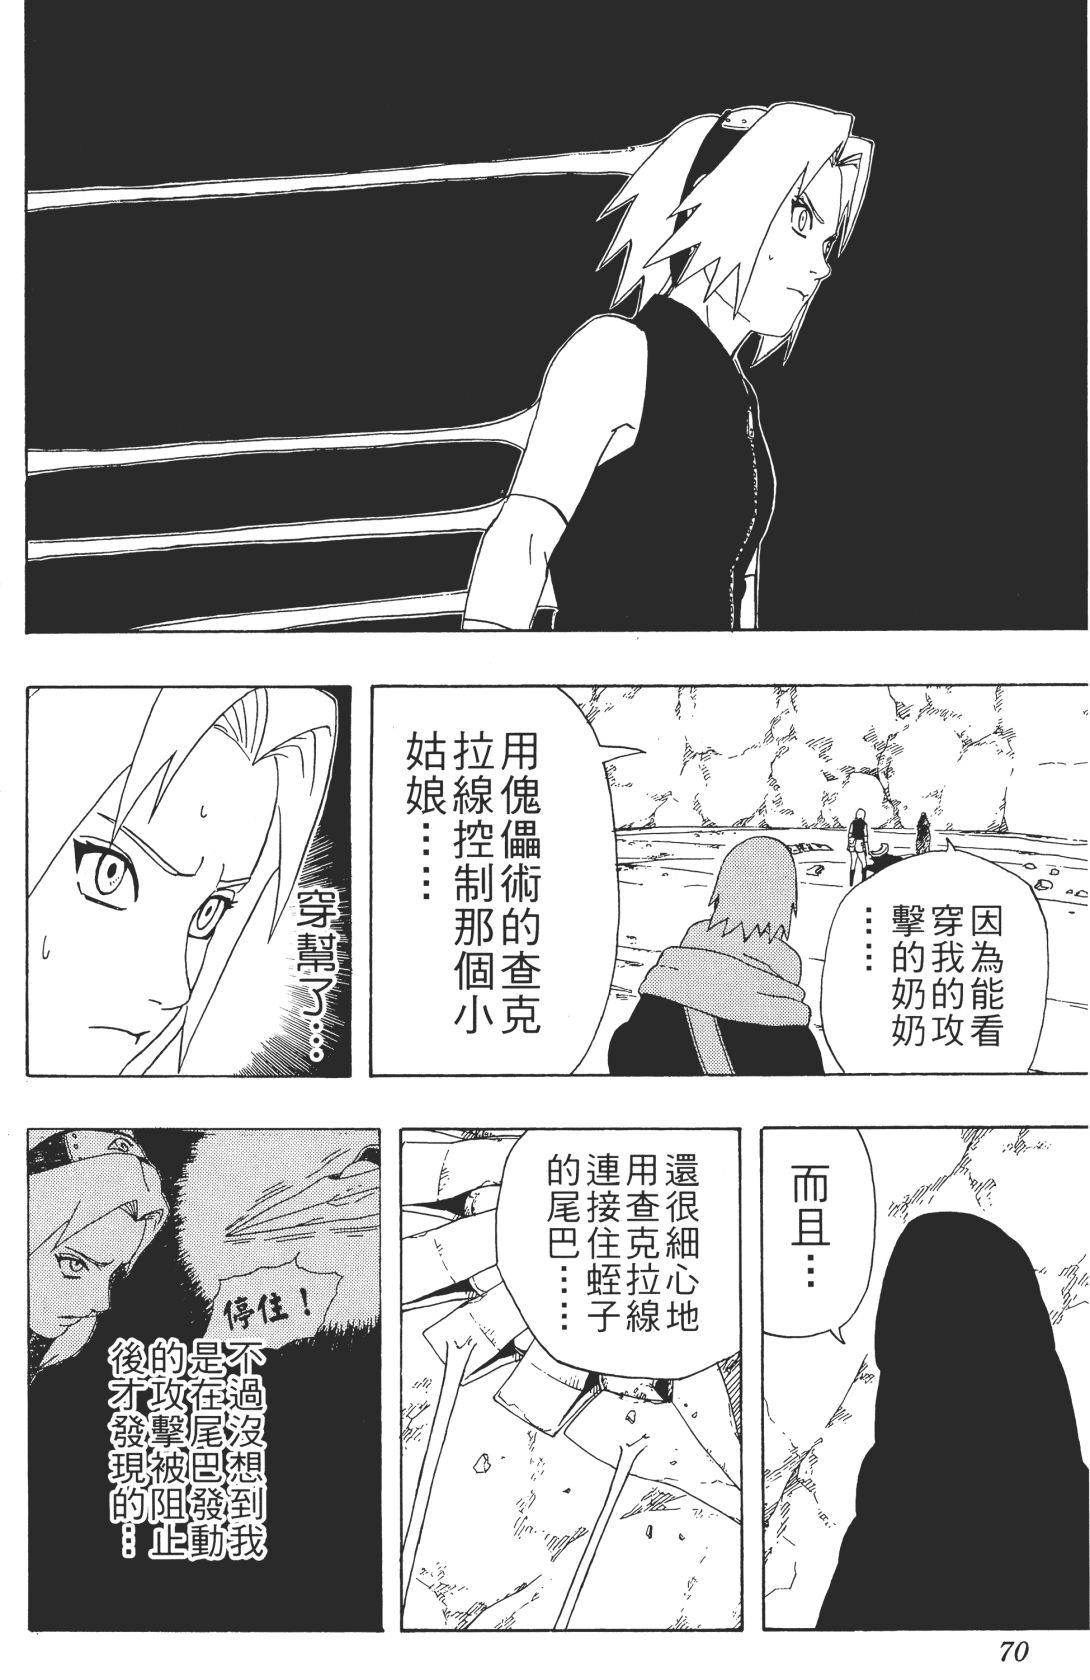 因為能看
穿我的攻
擊的奶奶
……
用傀儡術的查克
拉線控制那個小
姑娘……
穿幫了…
而且…
還很細心地
用查克拉線
連接住蛭子
的尾巴……
停住！
不過沒想到我
是在尾巴發動
的攻擊被阻止
後才發現的…
70